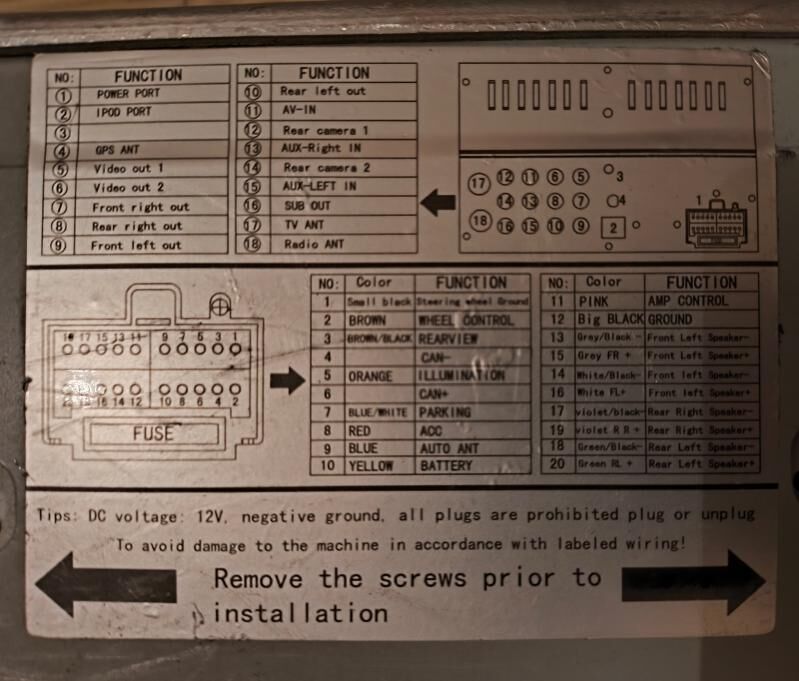 NO: FUNCTION
① POWER PORT
② IPOD PORT
③
④ GPS ANT
⑤ Video out 1
⑥ Video out 2
⑦ Front right out
⑧ Rear right out
⑨ Front left out
NO: FUNCTION
⑩ Rear left out
⑪ AV-IN
⑫ Rear camera 1
⑬ AUX-Right IN
⑭ Rear camera 2
⑮ AUX-LEFT IN
⑯ SUB OUT
⑰ TV ANT
⑱ Radio ANT
17 12 11 6 5 3
14 13 8 7 4 1
18 16 15 10 9 2
17 15 13 11 9 7 5 3 1
16 14 12 10 8 6 4 2
FUSE
NO: Color FUNCTION
1 Small black Steering wheel Ground
2 BROWN WHEEL CONTROL
3 BROWN/BLACK REARVIEW
4 CAN-
5 ORANGE ILLUMINATION
6 CAN+
7 BLUE/WHITE PARKING
8 RED ACC
9 BLUE AUTO ANT
10 YELLOW BATTERY
NO: Color FUNCTION
11 PINK AMP CONTROL
12 Big BLACK GROUND
13 Grey/Black - Front Left Speaker-
15 Grey FR + Front Left Speaker+
14 White/Black- Front left Speaker-
16 White FL+ Front left Speaker+
17 violet/black- Rear Right Speaker-
19 violet R R + Rear Right Speaker+
18 Green/Black- Rear Left Speaker-
20 Green RL + Rear Left Speaker+
Tips: DC voltage: 12V, negative ground, all plugs are prohibited plug or unplug
To avoid damage to the machine in accordance with labeled wiring!
Remove the screws prior to
installation